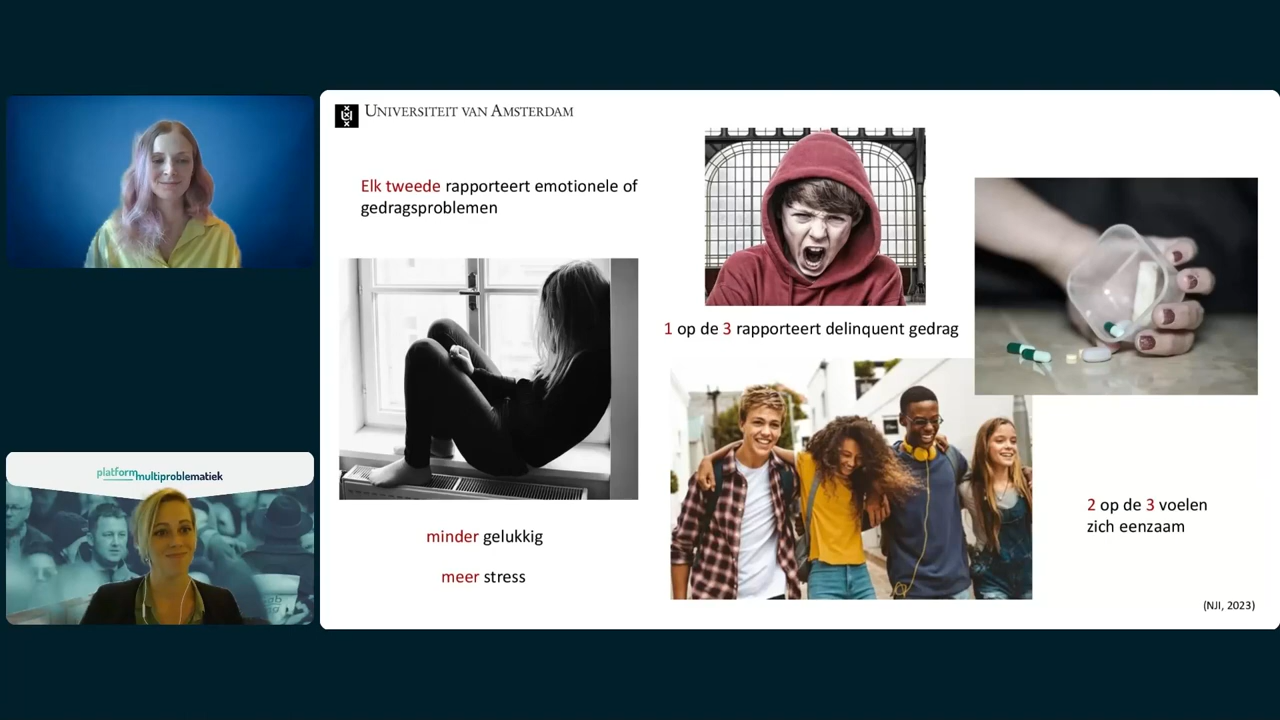 UNIVERSITEIT VAN AMSTERDAM
Elk tweede rapporteert emotionele of
gedragsproblemen
1 op de 3 rapporteert delinquent gedrag
minder gelukkig
meer stress
2 op de 3 voelen
zich eenzaam
(NJI, 2023)
platform
multiproblematiek